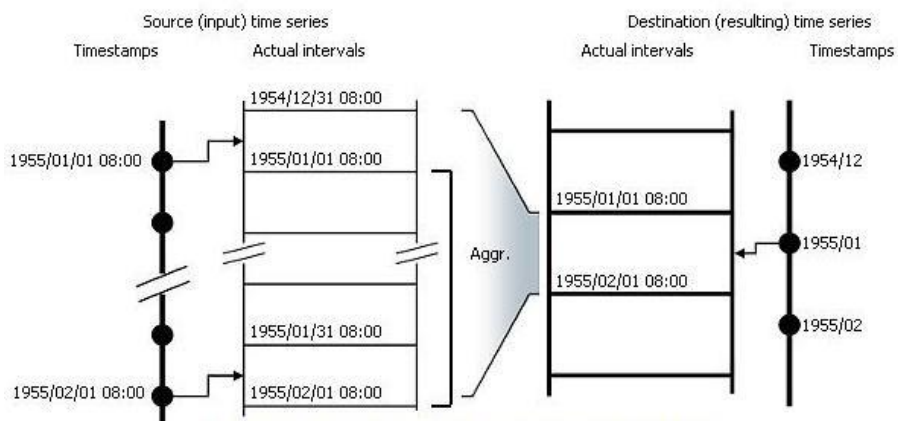 Source (input) time series
Destination (resulting) time series
Timestamps
Actual intervals
Actual intervals
Timestamps
1954/12/31 08:00
1955/01/01 08:00
1955/01/01 08:00
1954/12
1955/01/01 08:00
Aggr.
1955/01
1955/02/01 08:00
1955/01/31 08:00
1955/02
1955/02/01 08:00
1955/02/01 08:00